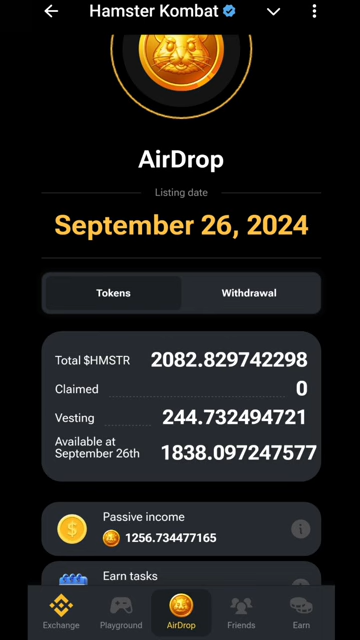 Hamster Kombat
AirDrop
Listing date
September 26, 2024
Tokens
Withdrawal
Total $HMSTR 2082.829742298
Claimed 0
Vesting 244.732494721
Available at
September 26th 1838.097247577
Passive income
1256.734477165
Earn tasks
Exchange
Playground
AirDrop
Friends
Earn